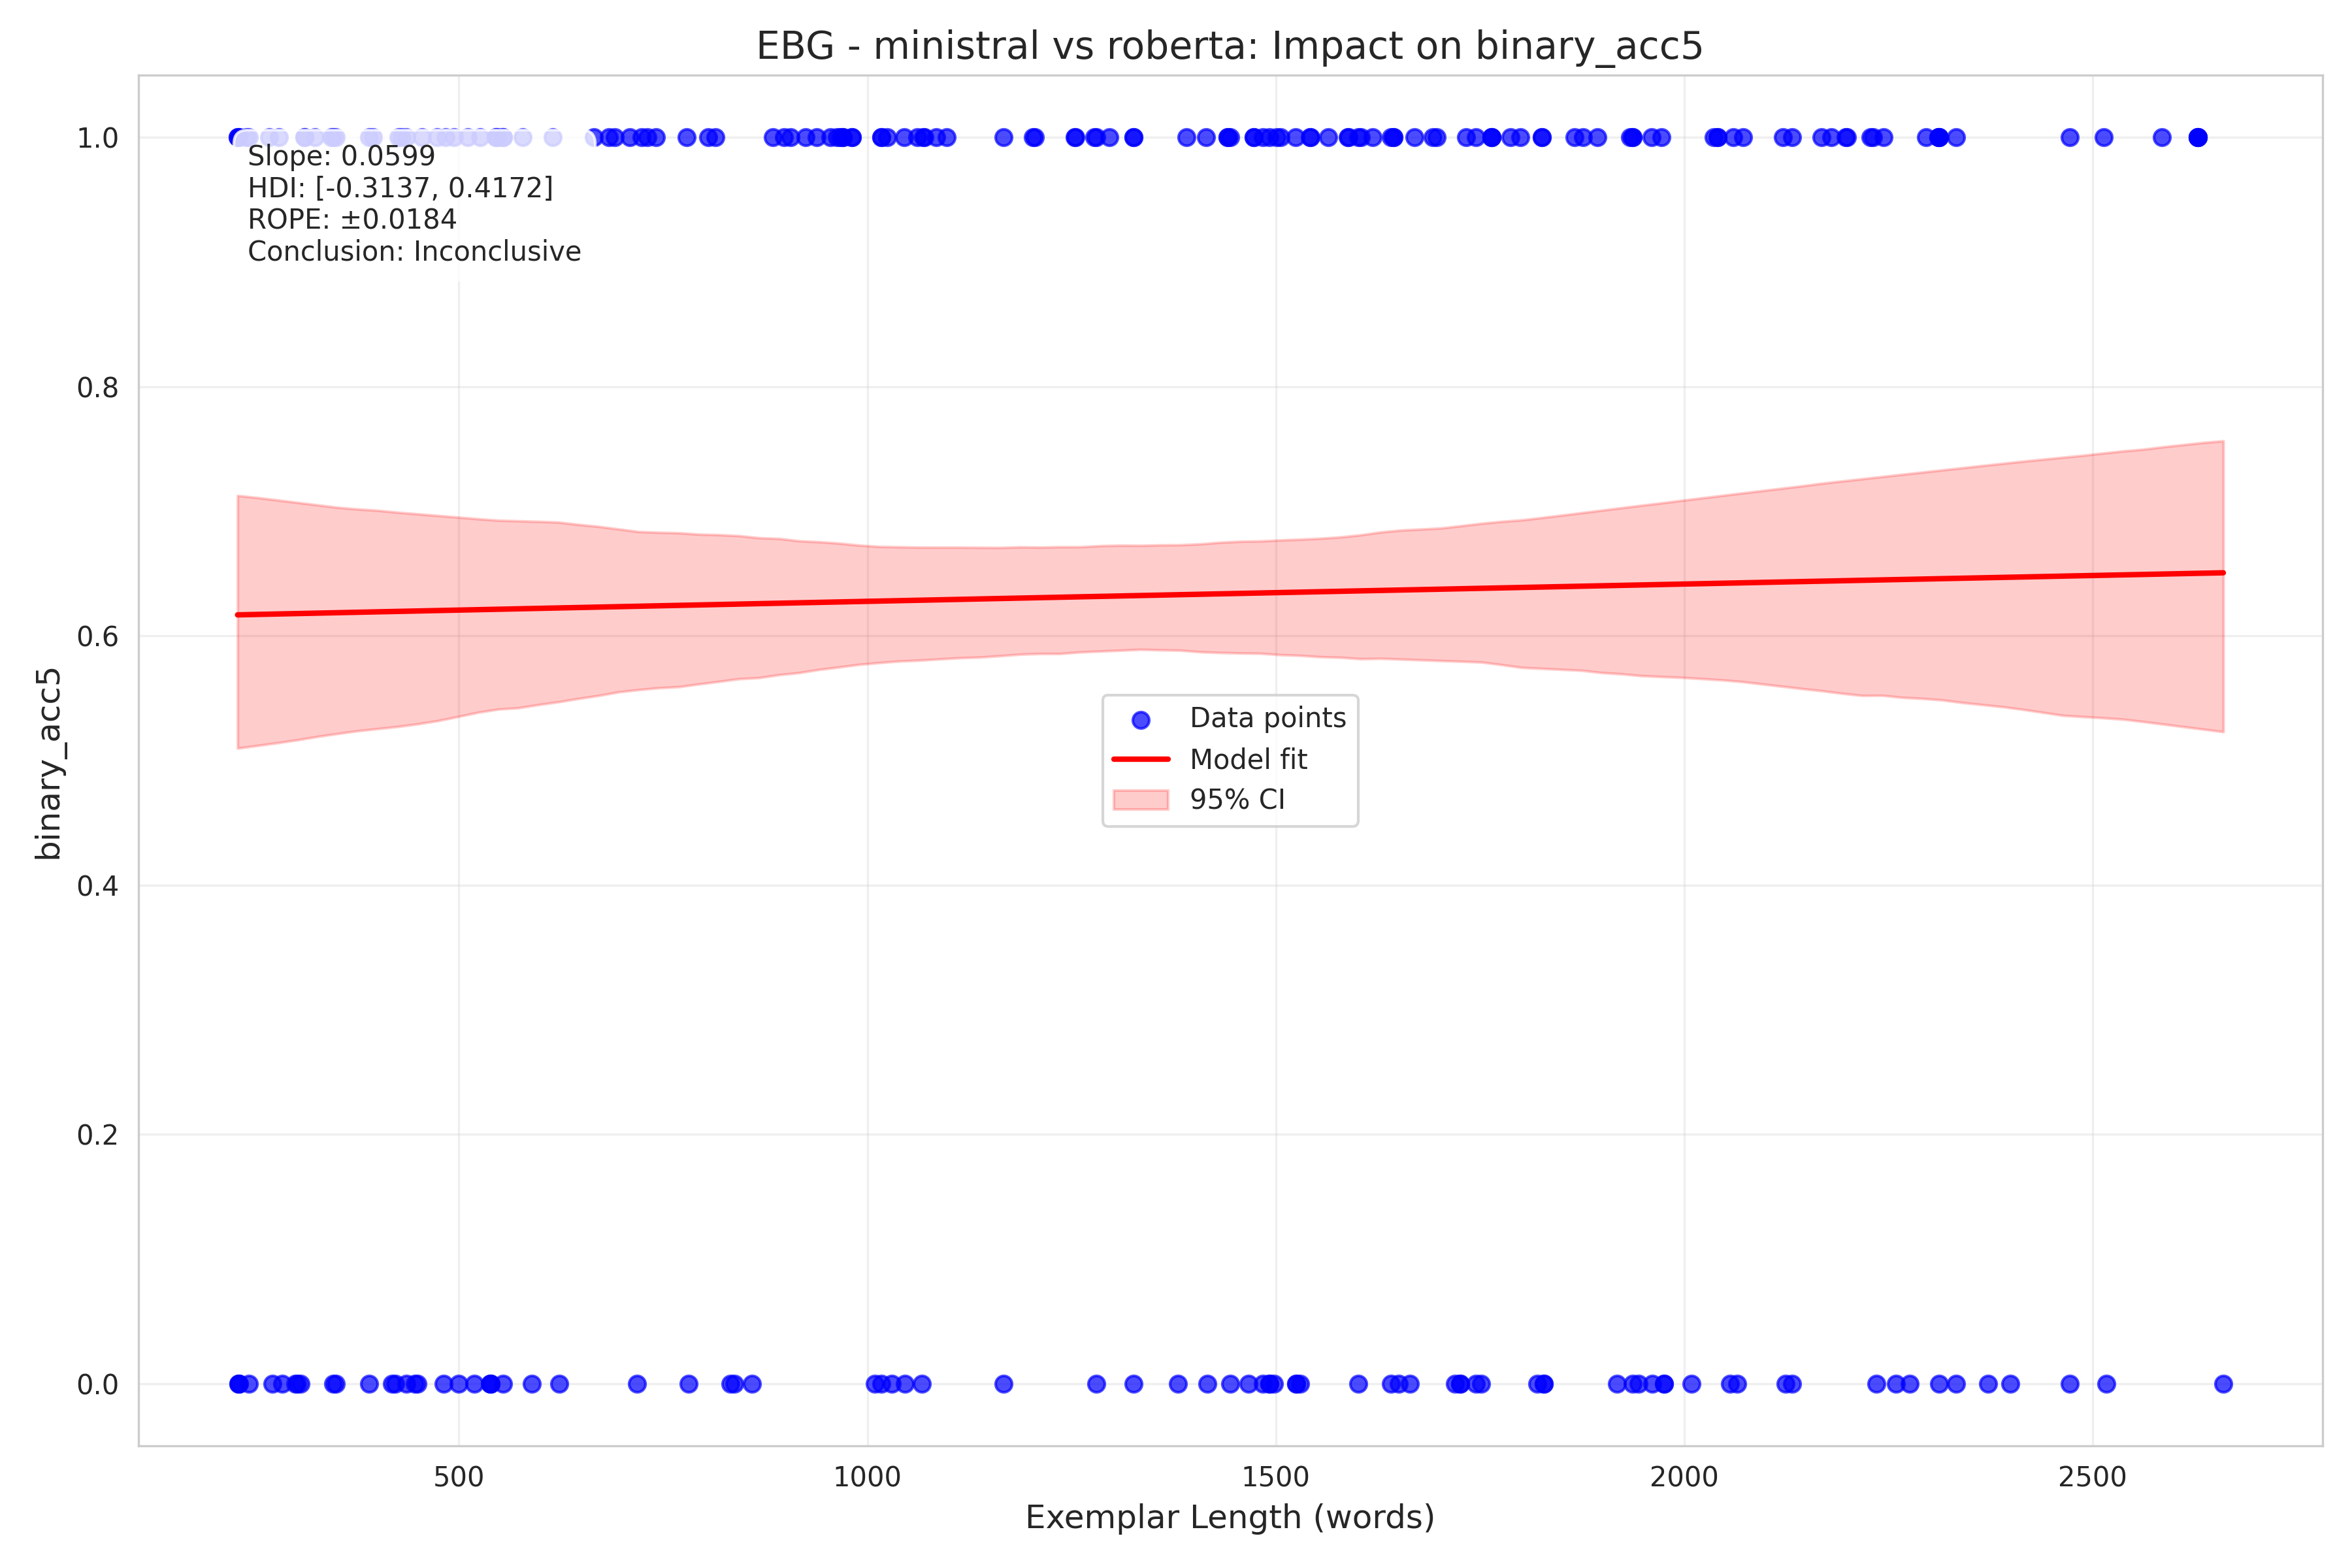 EBG - ministral vs roberta: Impact on binary_acc5
1.0
0.8
0.6
0.4
0.2
0.0
binary_acc5
Slope: 0.0599
HDI: [-0.3137, 0.4172]
ROPE: ±0.0184
Conclusion: Inconclusive
Data points
Model fit
95% CI
500
1000
1500
2000
2500
Exemplar Length (words)